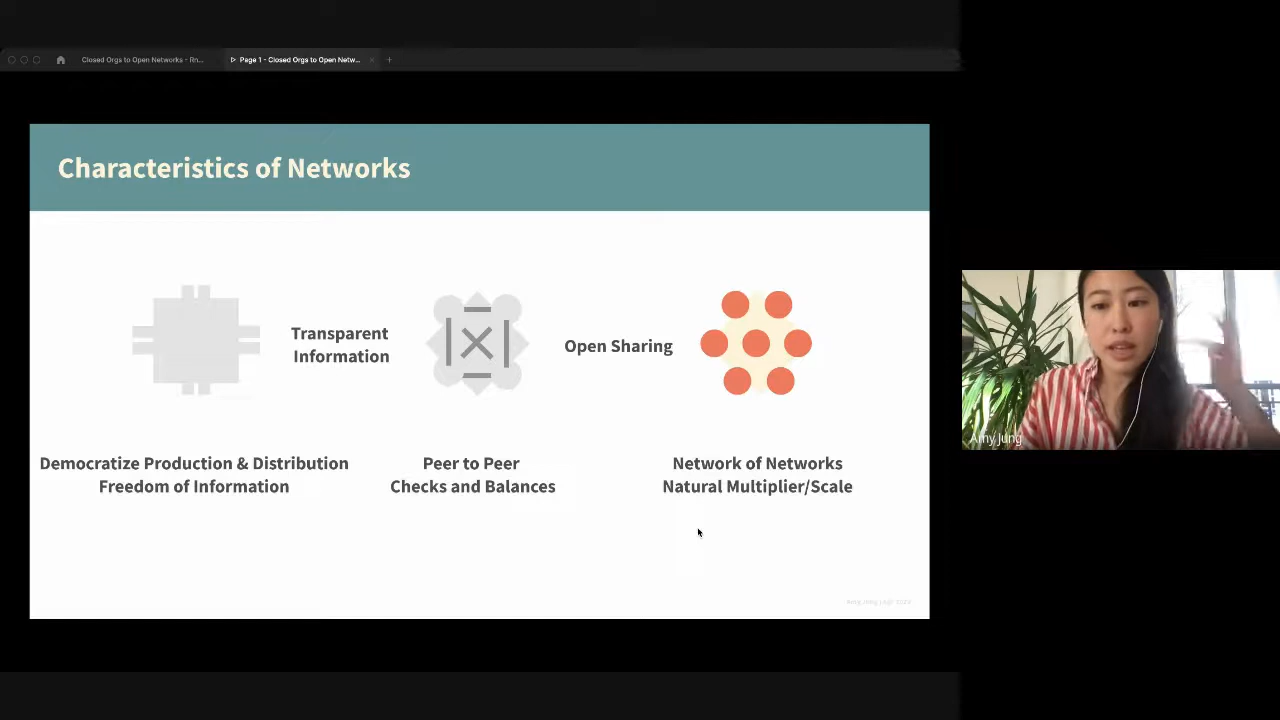 Closed Orgs to Open Networks - Rn...
Page 1 - Closed Orgs to Open Netw...
Characteristics of Networks
Transparent
Information
Open Sharing
Democratize Production & Distribution
Freedom of Information
Peer to Peer
Checks and Balances
Network of Networks
Natural Multiplier/Scale
Amy Jung